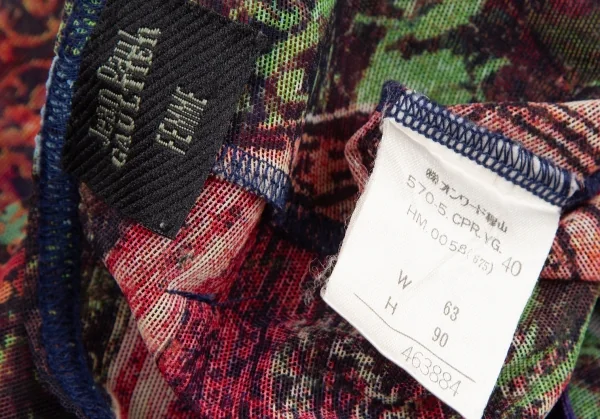 Jean Paul
GAULTIER
FEMME
㈱オンワード樫山
570-5. CPR. YG.
HM. 0058(675) 40
W 63
H 90
463884